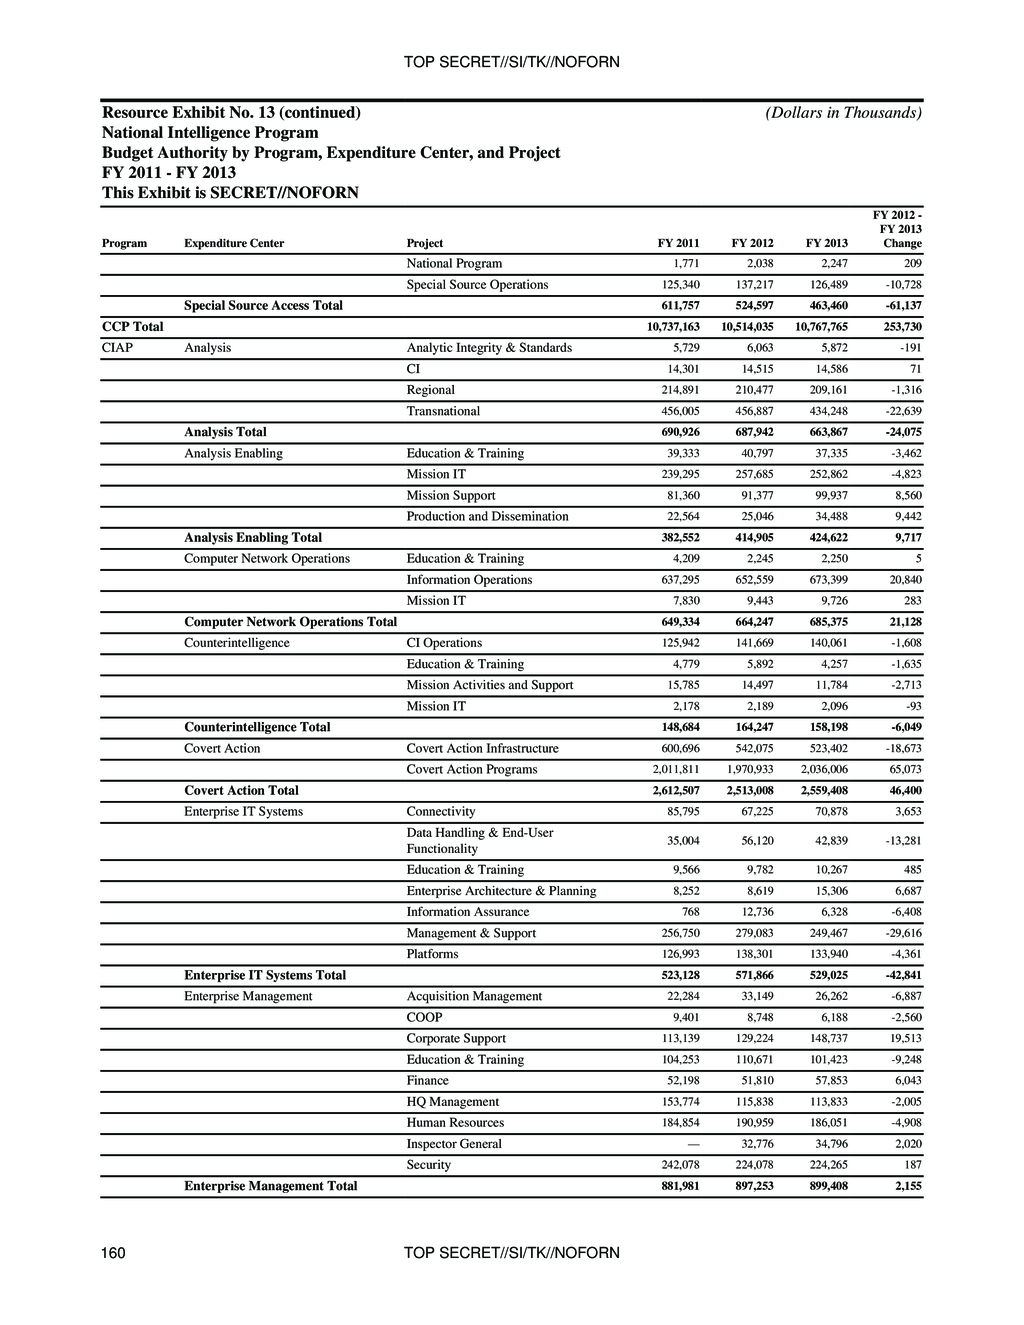 TOP SECRET//SI/TK//NOFORN
Resource Exhibit No. 13 (continued) (Dollars in Thousands)
National Intelligence Program
Budget Authority by Program, Expenditure Center, and Project
FY 2011 - FY 2013
This Exhibit is SECRET//NOFORN
FY 2012 -
FY 2013
Program Expenditure Center Project FY 2011 FY 2012 FY 2013 Change
National Program 1,771 2,038 2,247 209
Special Source Operations 125,340 137,217 126,489 -10,728
Special Source Access Total 611,757 524,597 463,460 -61,137
CCP Total 10,737,163 10,514,035 10,767,765 253,730
CIAP Analysis Analytic Integrity & Standards 5,729 6,063 5,872 -191
CI 14,301 14,515 14,586 71
Regional 214,891 210,477 209,161 -1,316
Transnational 456,005 456,887 434,248 -22,639
Analysis Total 690,926 687,942 663,867 -24,075
Analysis Enabling Education & Training 39,333 40,797 37,335 -3,462
Mission IT 239,295 257,685 252,862 -4,823
Mission Support 81,360 91,377 99,937 8,560
Production and Dissemination 22,564 25,046 34,488 9,442
Analysis Enabling Total 382,552 414,905 424,622 9,717
Computer Network Operations Education & Training 4,209 2,245 2,250 5
Information Operations 637,295 652,559 673,399 20,840
Mission IT 7,830 9,443 9,726 283
Computer Network Operations Total 649,334 664,247 685,375 21,128
Counterintelligence CI Operations 125,942 141,669 140,061 -1,608
Education & Training 4,779 5,892 4,257 -1,635
Mission Activities and Support 15,785 14,497 11,784 -2,713
Mission IT 2,178 2,189 2,096 -93
Counterintelligence Total 148,684 164,247 158,198 -6,049
Covert Action Covert Action Infrastructure 600,696 542,075 523,402 -18,673
Covert Action Programs 2,011,811 1,970,933 2,036,006 65,073
Covert Action Total 2,612,507 2,513,008 2,559,408 46,400
Enterprise IT Systems Connectivity 85,795 67,225 70,878 3,653
Data Handling & End-User
Functionality 35,004 56,120 42,839 -13,281
Education & Training 9,566 9,782 10,267 485
Enterprise Architecture & Planning 8,252 8,619 15,306 6,687
Information Assurance 768 12,736 6,328 -6,408
Management & Support 256,750 279,083 249,467 -29,616
Platforms 126,993 138,301 133,940 -4,361
Enterprise IT Systems Total 523,128 571,866 529,025 -42,841
Enterprise Management Acquisition Management 22,284 33,149 26,262 -6,887
COOP 9,401 8,748 6,188 -2,560
Corporate Support 113,139 129,224 148,737 19,513
Education & Training 104,253 110,671 101,423 -9,248
Finance 52,198 51,810 57,853 6,043
HQ Management 153,774 115,838 113,833 -2,005
Human Resources 184,854 190,959 186,051 -4,908
Inspector General — 32,776 34,796 2,020
Security 242,078 224,078 224,265 187
Enterprise Management Total 881,981 897,253 899,408 2,155
160 TOP SECRET//SI/TK//NOFORN